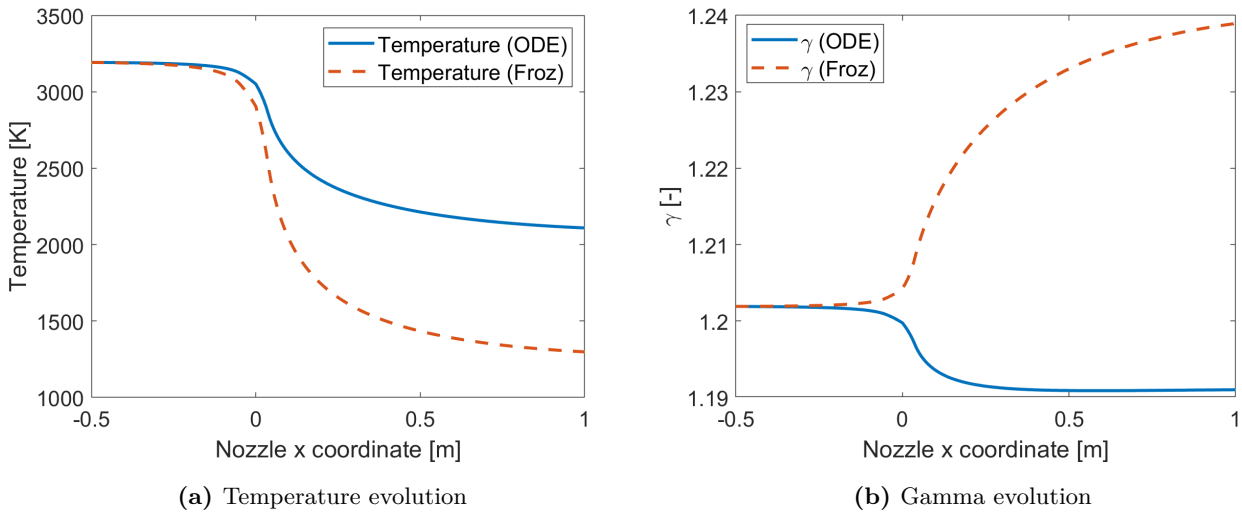 3500
3000
2500
2000
1500
1000
Temperature [K]
Temperature (ODE)
Temperature (Froz)
-0.5
0
0.5
1
Nozzle x coordinate [m]
(a) Temperature evolution
1.24
1.23
1.22
1.21
1.2
1.19
γ [-]
γ (ODE)
γ (Froz)
-0.5
0
0.5
1
Nozzle x coordinate [m]
(b) Gamma evolution